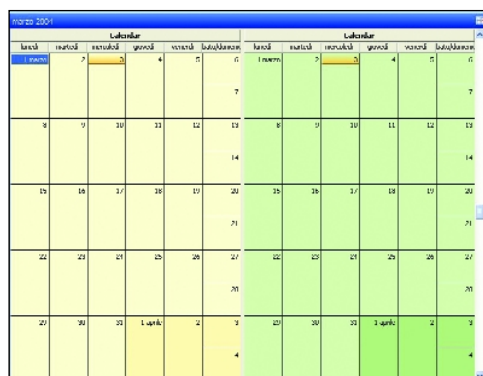 marzo 2004
Calendar Calendar
lunedì martedì mercoledì giovedì venerdì bato/domenic lunedì martedì mercoledì giovedì venerdì bato/domenic
1 marzo 2 3 4 5 6 1 marzo 2 3 4 5 6
7 7
8 9 10 11 12 13 8 9 10 11 12 13
14 14
15 16 17 18 19 20 15 16 17 18 19 20
21 21
22 23 24 25 26 27 22 23 24 25 26 27
28 28
29 30 31 1 aprile 2 3 29 30 31 1 aprile 2 3
4 4